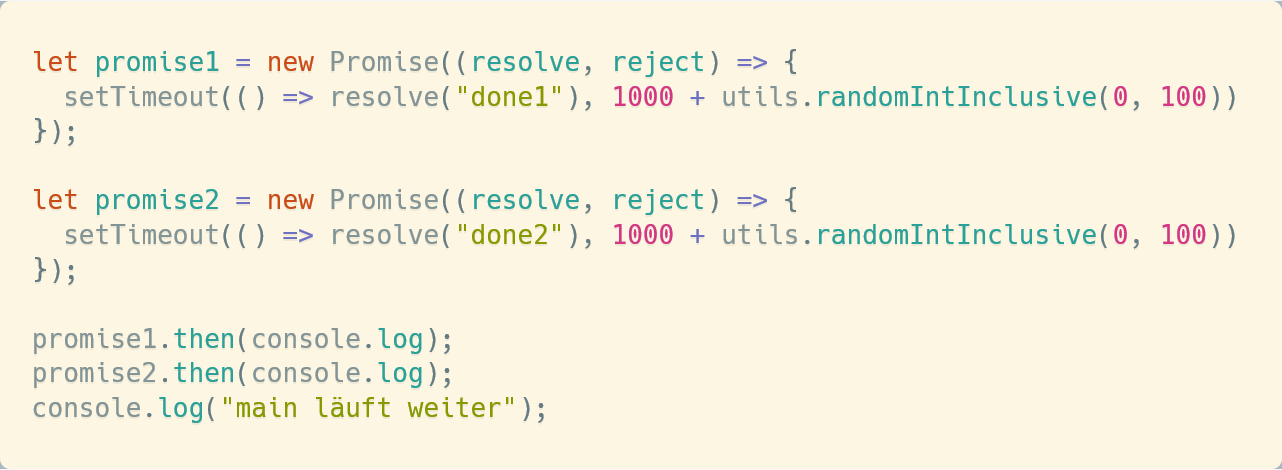 let promise1 = new Promise((resolve, reject) => {
  setTimeout(() => resolve("done1"), 1000 + utils.randomIntInclusive(0, 100))
});

let promise2 = new Promise((resolve, reject) => {
  setTimeout(() => resolve("done2"), 1000 + utils.randomIntInclusive(0, 100))
});

promise1.then(console.log);
promise2.then(console.log);
console.log("main läuft weiter");